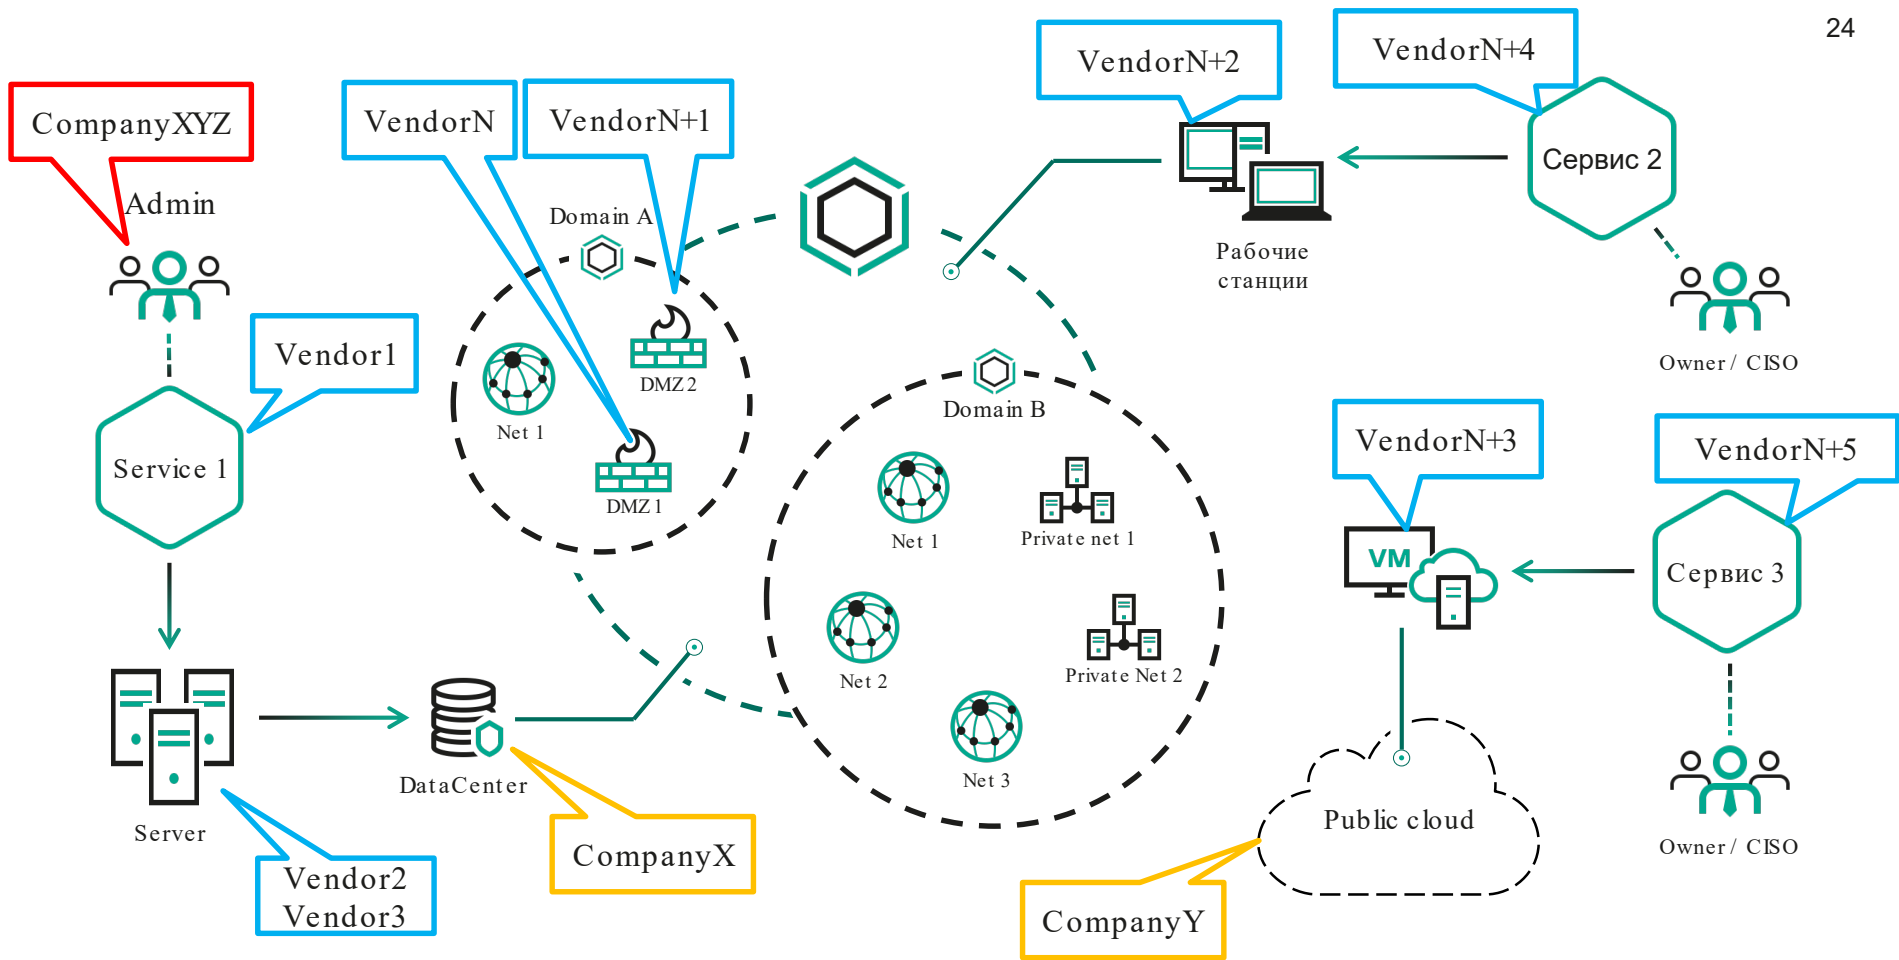 24
VendorN+4
VendorN+2
CompanyXYZ
VendorN
VendorN+1
Сервис 2
Admin
Domain A
Рабочие
станции
Vendor1
Owner / CISO
DMZ 2
Net 1
Domain B
VendorN+3
VendorN+5
Service 1
DMZ 1
Net 1
Private net 1
VM
Сервис 3
Net 2
Private Net 2
Net 3
DataCenter
Server
Public cloud
Owner / CISO
CompanyX
Vendor2
Vendor3
CompanyY